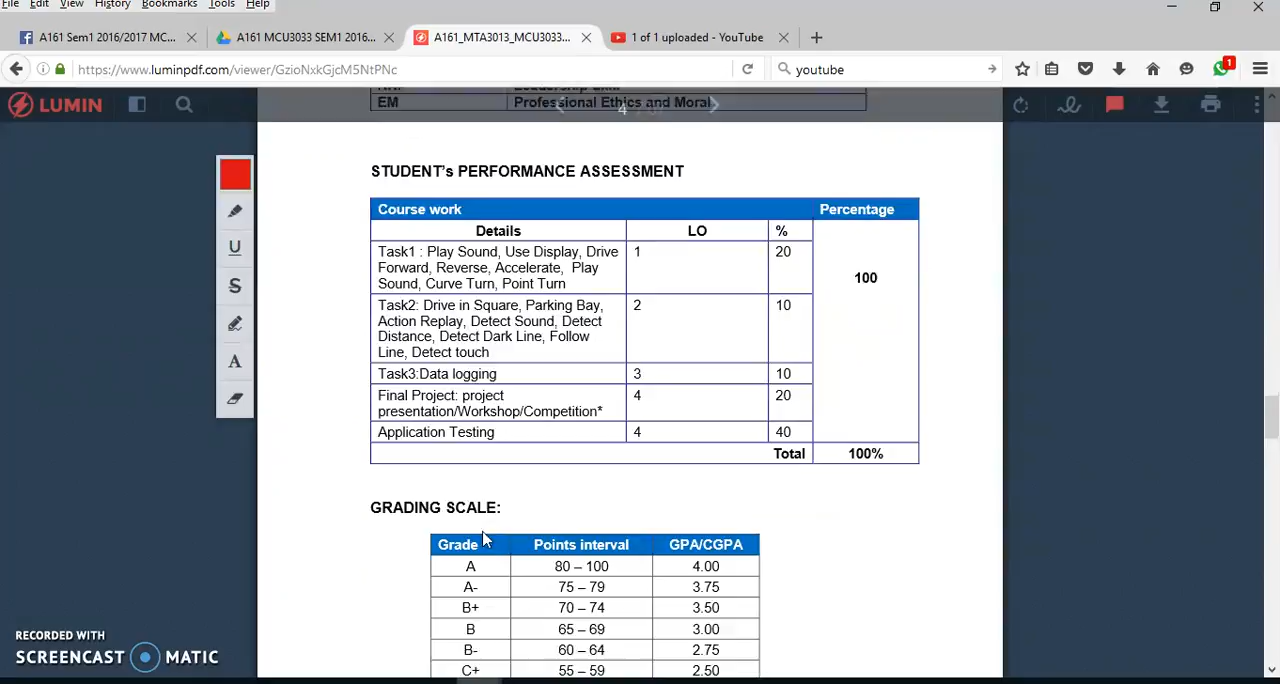 File Edit View History Bookmarks Tools Help
A161 Sem1 2016/2017 MC... A161 MCU3033 SEM1 2016... A161_MTA3013_MCU3033... 1 of 1 uploaded - YouTube
https://www.luminpdf.com/viewer/GzioNxkGjcM5NtPNc youtube 1
LUMIN 4
EM Professional Ethics and Moral
STUDENT's PERFORMANCE ASSESSMENT
Course work Percentage
Details LO %
Task1 : Play Sound, Use Display, Drive 1 20
Forward, Reverse, Accelerate, Play 100
Sound, Curve Turn, Point Turn
Task2: Drive in Square, Parking Bay, 2 10
Action Replay, Detect Sound, Detect
Distance, Detect Dark Line, Follow
Line, Detect touch
Task3:Data logging 3 10
Final Project: project 4 20
presentation/Workshop/Competition*
Application Testing 4 40
Total 100%
GRADING SCALE:
Grade Points interval GPA/CGPA
A 80 – 100 4.00
A- 75 – 79 3.75
B+ 70 – 74 3.50
B 65 – 69 3.00
B- 60 – 64 2.75
C+ 55 – 59 2.50
U
S
A
RECORDED WITH
SCREENCAST MATIC